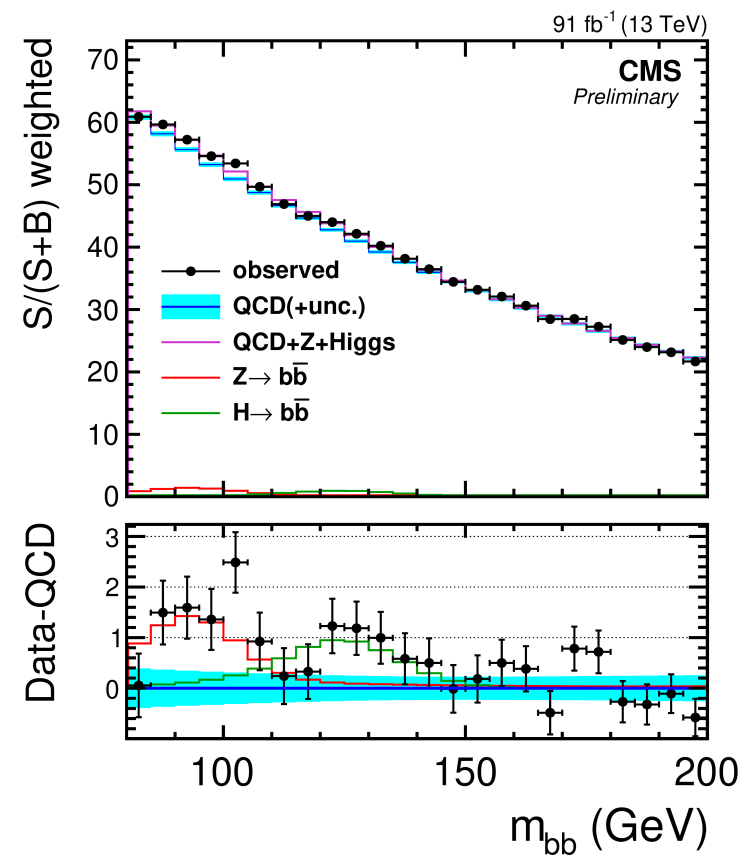 91 fb⁻¹ (13 TeV)
CMS
Preliminary
S/(S+B) weighted
70
60
50
40
30
20
10
0
observed
QCD(+unc.)
QCD+Z+Higgs
Z→ bb̅
H→ bb̅
Data-QCD
3
2
1
0
100 150 200
m_bb (GeV)